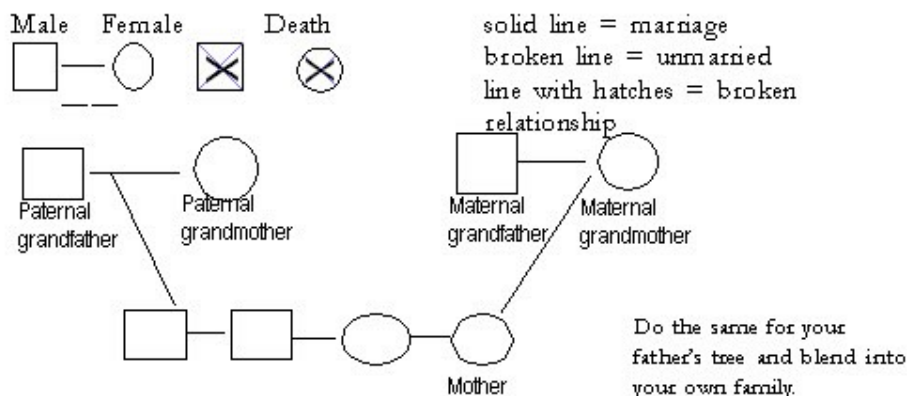 Male Female Death
solid line = marriage
broken line = unmarried
line with hatches = broken
relationship
Paternal
grandfather
Paternal
grandmother
Maternal
grandfather
Maternal
grandmother
Mother
Do the same for your
father's tree and blend into
your own family.